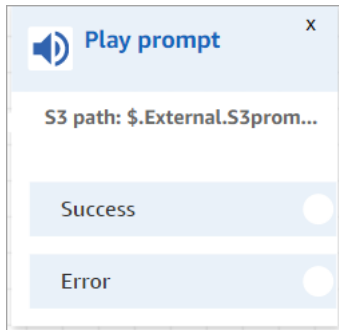 x
Play prompt
S3 path: $.External.S3prom...
Success
Error